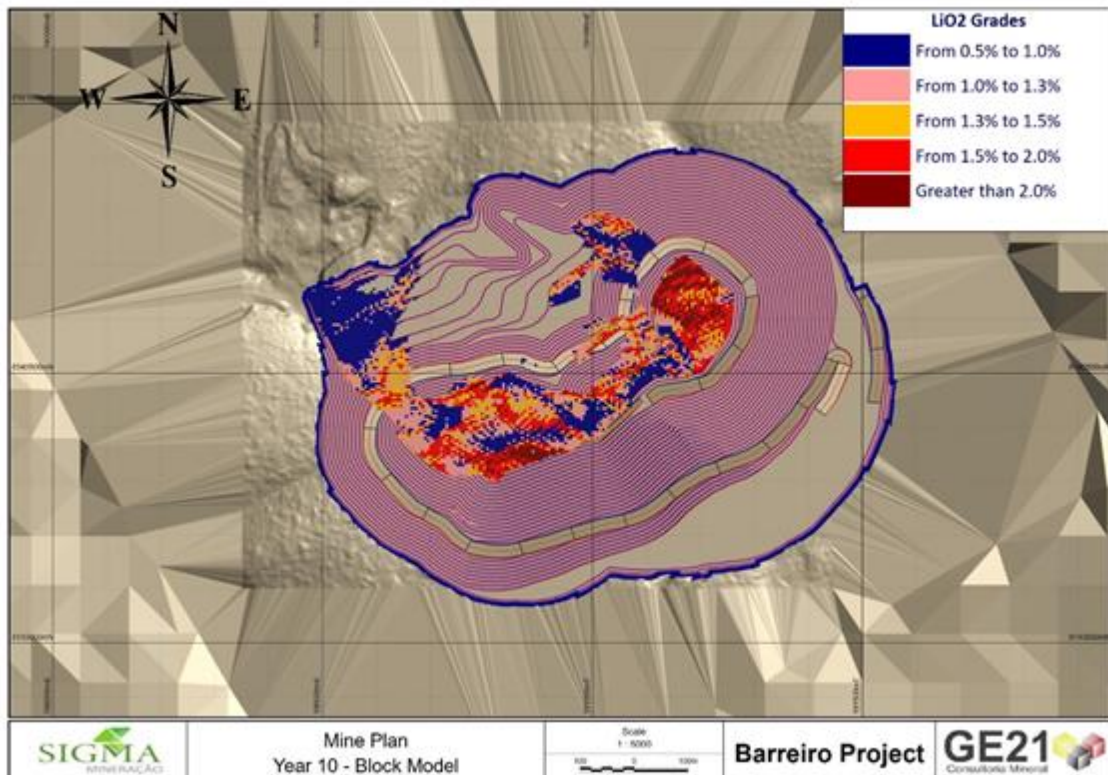 LiO2 Grades
From 0.5% to 1.0%
From 1.0% to 1.3%
From 1.3% to 1.5%
From 1.5% to 2.0%
Greater than 2.0%
N
W
E
S
SIGMA
MINERAÇÃO
Mine Plan
Year 10 - Block Model
Scale
1 : 5000
0
Barreiro Project
GE21
Consultoria Mineral